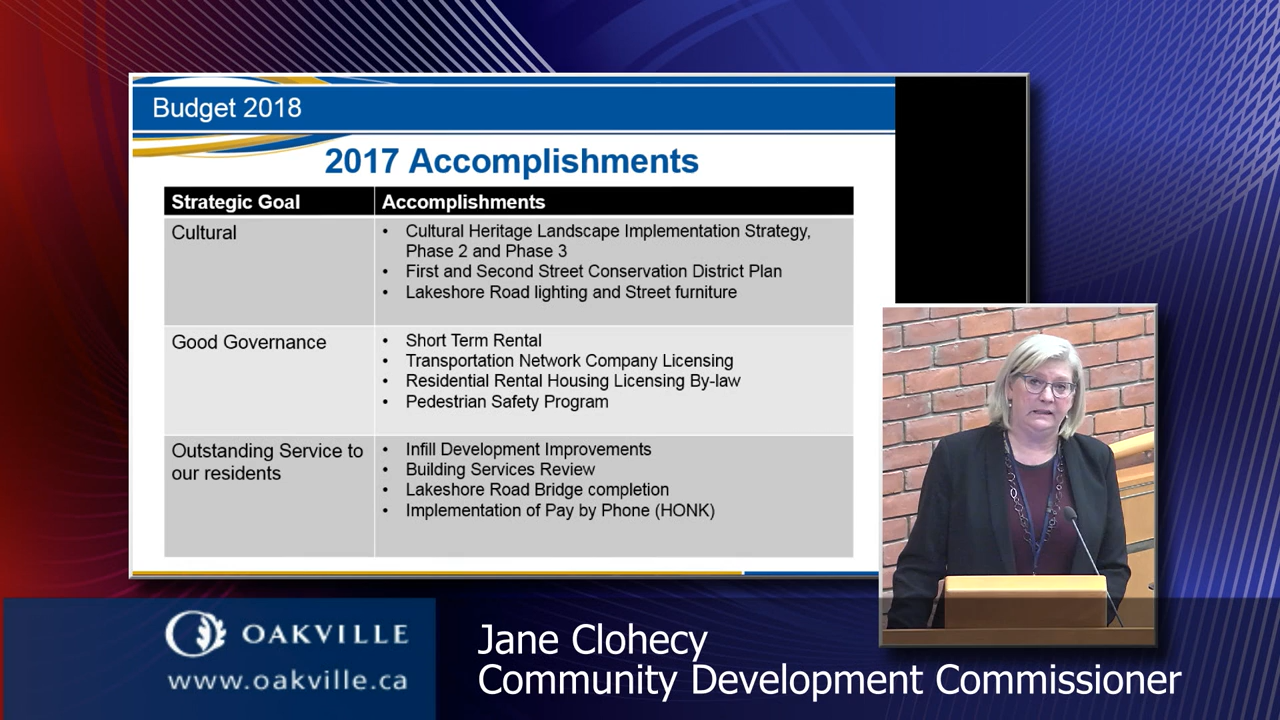 Budget 2018
2017 Accomplishments
Strategic Goal
Accomplishments
Cultural
• Cultural Heritage Landscape Implementation Strategy,
Phase 2 and Phase 3
• First and Second Street Conservation District Plan
• Lakeshore Road lighting and Street furniture
Good Governance
• Short Term Rental
• Transportation Network Company Licensing
• Residential Rental Housing Licensing By-law
• Pedestrian Safety Program
Outstanding Service to
our residents
• Infill Development Improvements
• Building Services Review
• Lakeshore Road Bridge completion
• Implementation of Pay by Phone (HONK)
OAKVILLE
www.oakville.ca
Jane Clohecy
Community Development Commissioner